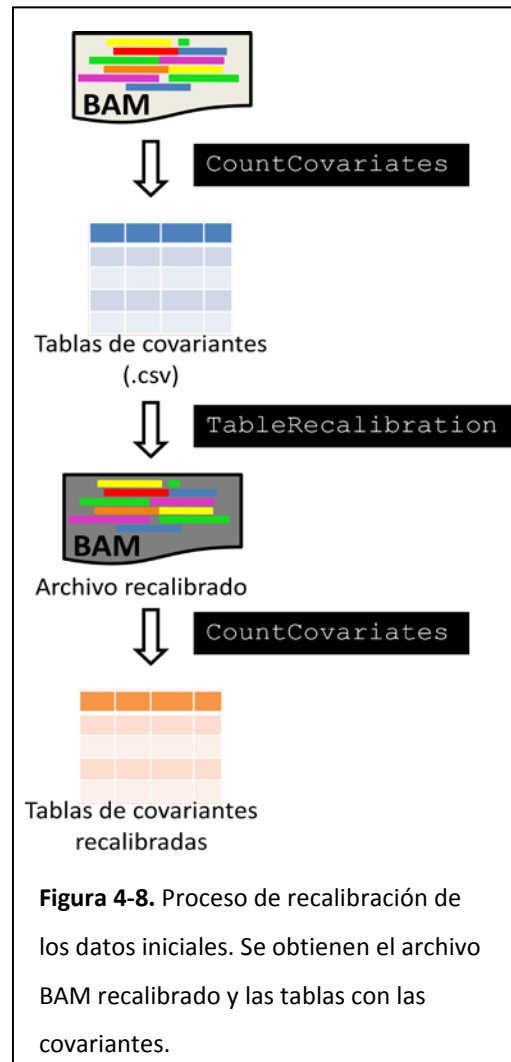 BAM
CountCovariates
Tablas de covariantes
(.csv)
TableRecalibration
BAM
Archivo recalibrado
CountCovariates
Tablas de covariantes
recalibradas
Figura 4-8. Proceso de recalibración de
los datos iniciales. Se obtienen el archivo
BAM recalibrado y las tablas con las
covariantes.